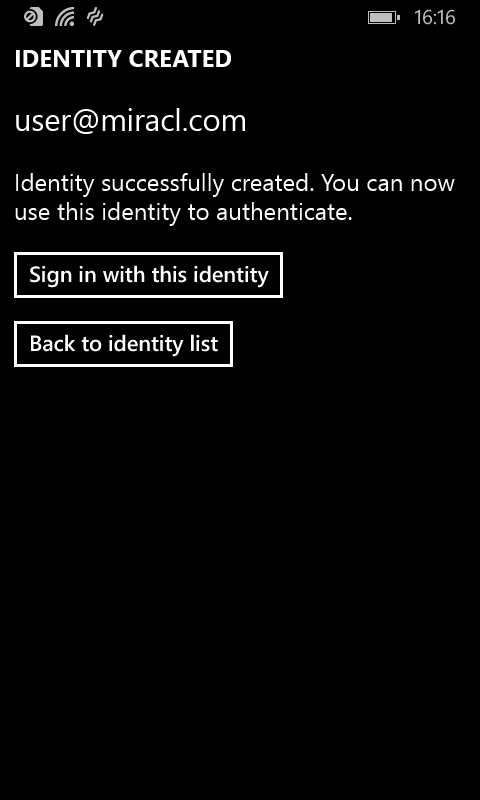 16:16
IDENTITY CREATED
user@miracl.com
Identity successfully created. You can now
use this identity to authenticate.
Sign in with this identity
Back to identity list